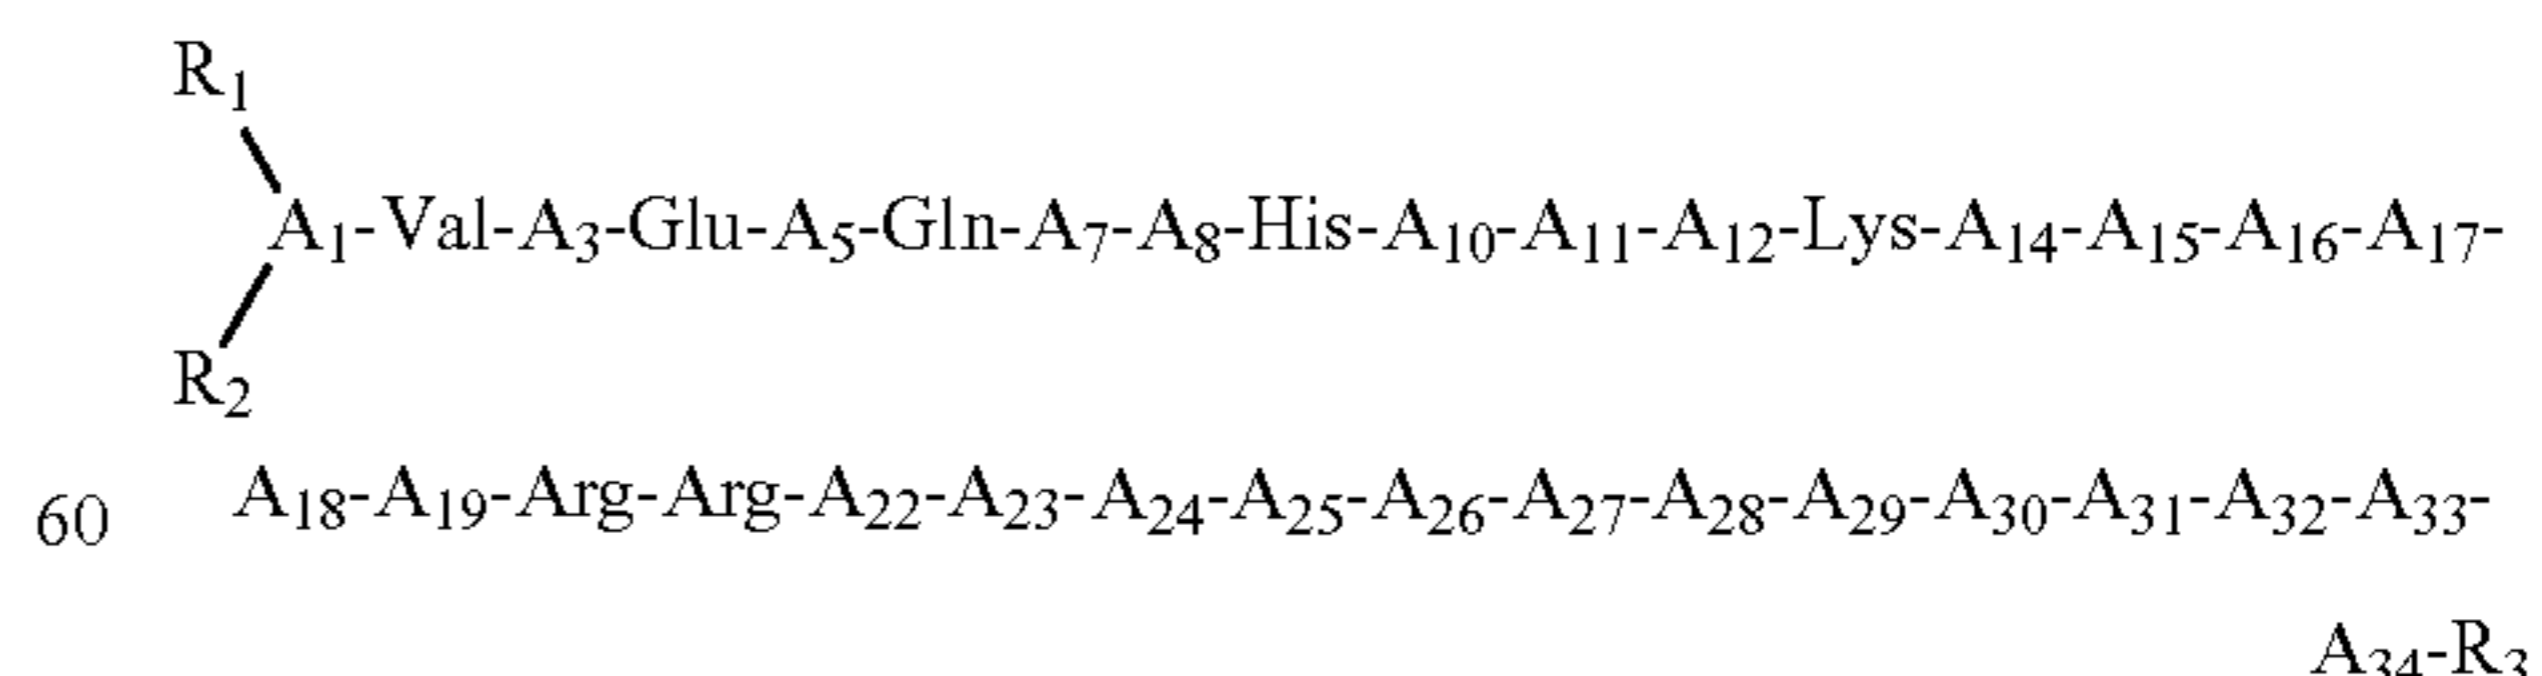 R1
A1-Val-A3-Glu-A5-Gln-A7-A8-His-A10-A11-A12-Lys-A14-A15-A16-A17-
R2
60 A18-A19-Arg-Arg-A22-A23-A24-A25-A26-A27-A28-A29-A30-A31-A32-A33-
A34-R3